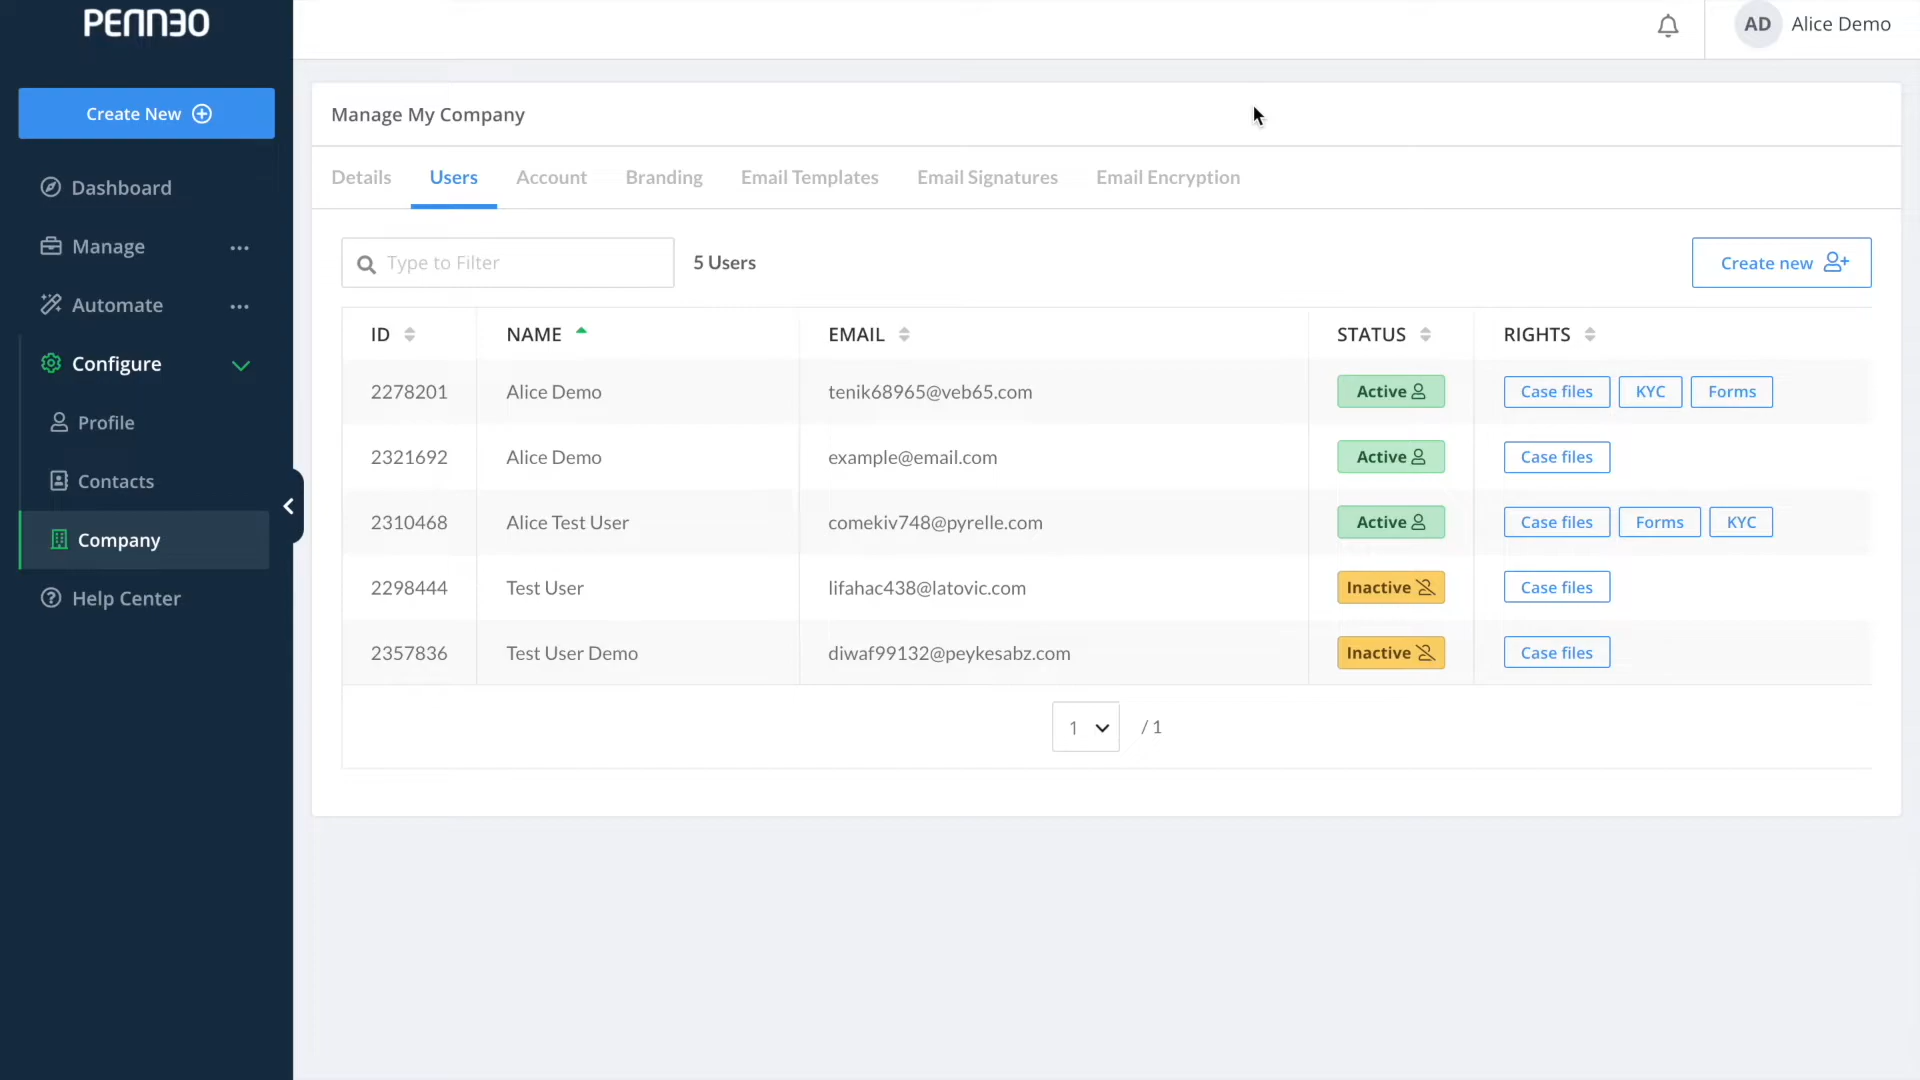 PENN3O
AD Alice Demo
Create New
Manage My Company
Dashboard
Details Users Account Branding Email Templates Email Signatures Email Encryption
Manage
Type to Filter 5 Users Create new
Automate
ID NAME EMAIL STATUS RIGHTS
Configure
2278201 Alice Demo tenik68965@veb65.com Active Case files KYC Forms
Profile
2321692 Alice Demo example@email.com Active Case files
Contacts
2310468 Alice Test User comekiv748@pyrelle.com Active Case files Forms KYC
Company
2298444 Test User lifahac438@latovic.com Inactive Case files
Help Center
2357836 Test User Demo diwaf99132@peykesabz.com Inactive Case files
1 / 1